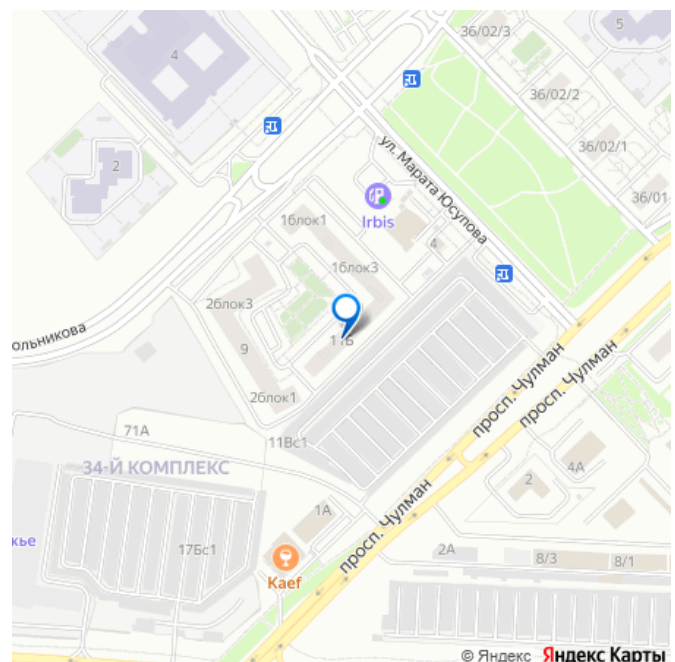 36/02/3
5
4
36/02/2
36/02/1
2
ул. Марата Юсупова
36/01
1блок1
Irbis
4
1блок3
2блок3
ольникова
9
11Б
2блок1
просп. Чулман
просп. Чулман
71А
11Вс1
34-Й КОМПЛЕКС
4А
2
1А
просп. Чулман
кье
17Бс1
2А
8/3
8/1
Kaef
© Яндекс Яндекс Карты